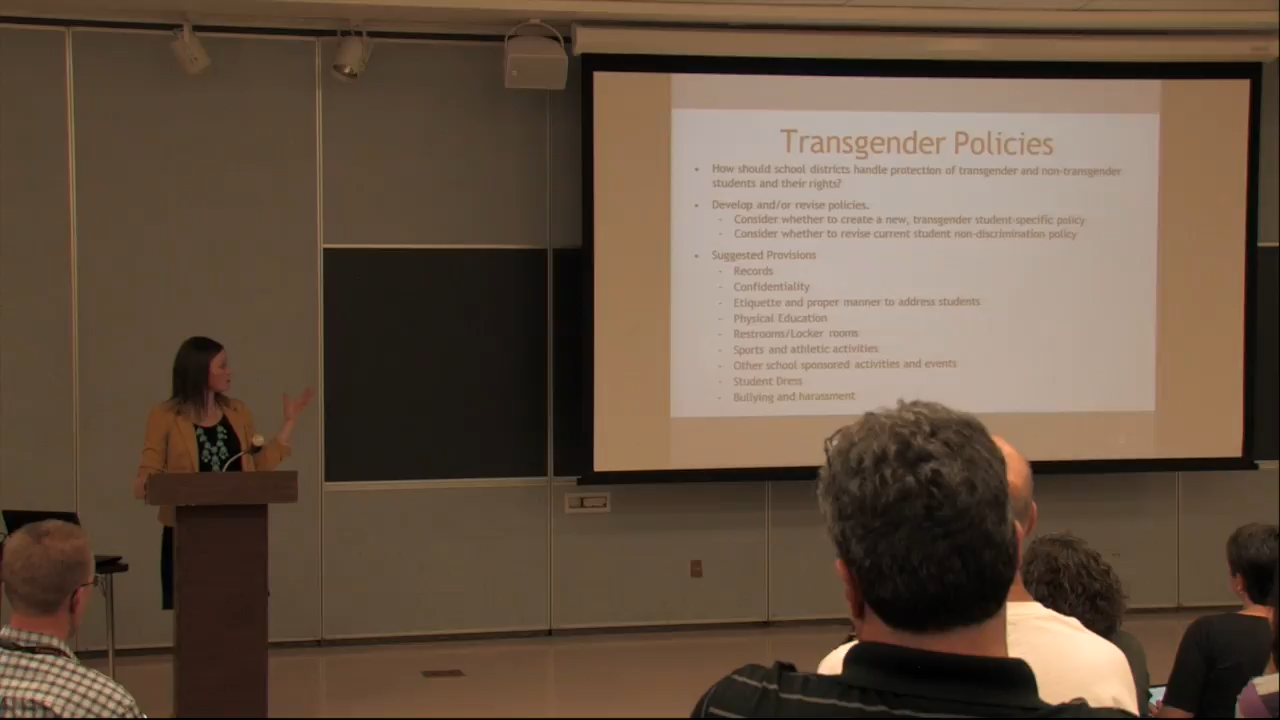 Transgender Policies
• How should school districts handle protection of transgender and non-transgender
students and their rights?
• Develop and/or revise policies.
- Consider whether to create a new, transgender student-specific policy
- Consider whether to revise current student non-discrimination policy
• Suggested Provisions
- Records
- Confidentiality
- Etiquette and proper manner to address students
- Physical Education
- Restrooms/Locker rooms
- Sports and athletic activities
- Other school sponsored activities and events
- Student Dress
- Bullying and harassment